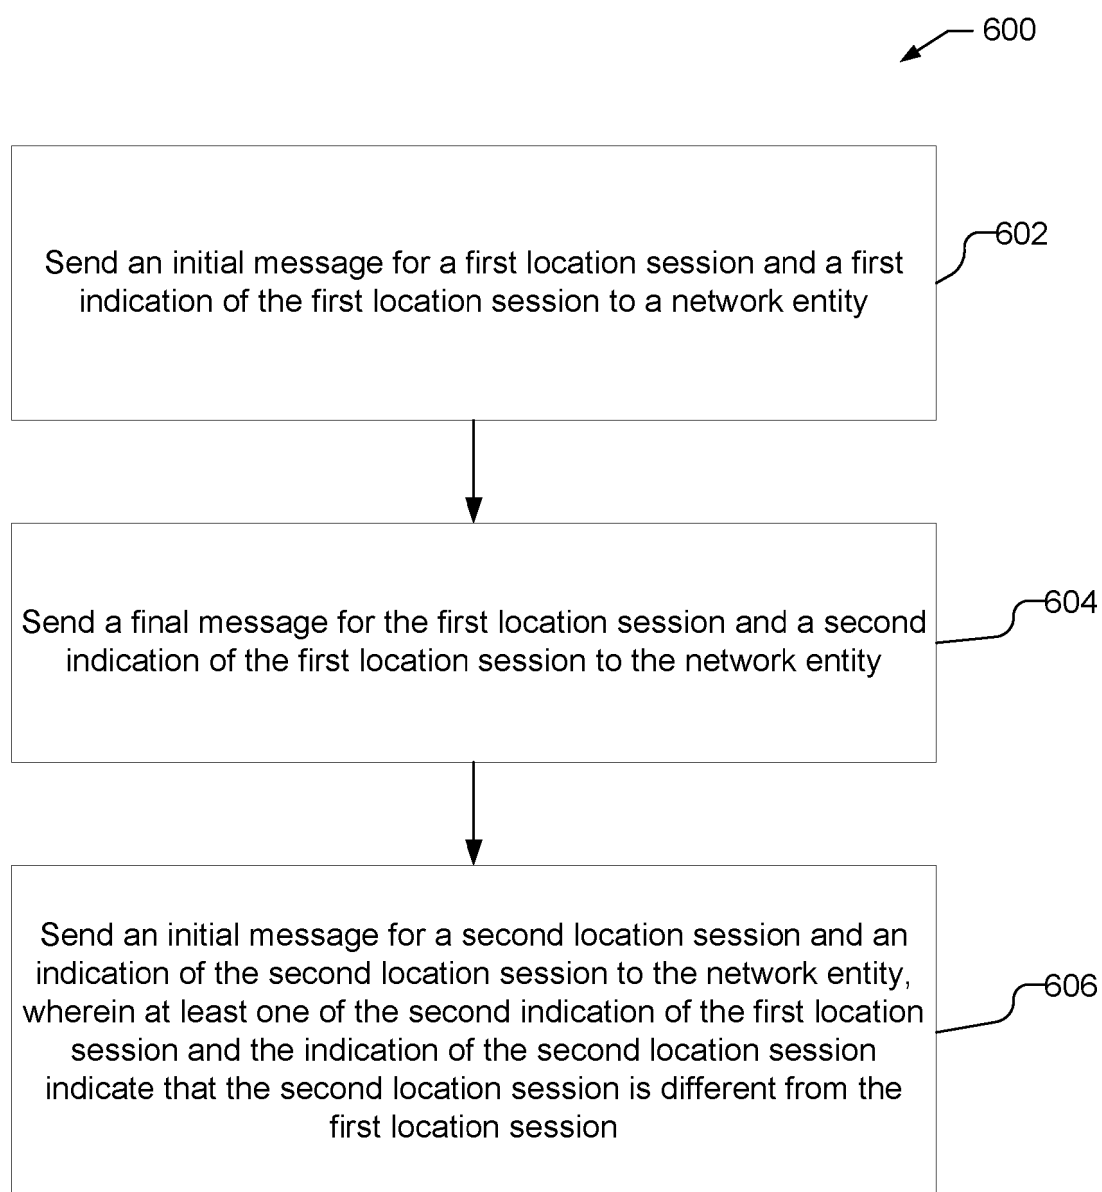 600
Send an initial message for a first location session and a first
indication of the first location session to a network entity
602
Send a final message for the first location session and a second
indication of the first location session to the network entity
604
Send an initial message for a second location session and an
indication of the second location session to the network entity,
wherein at least one of the second indication of the first location
session and the indication of the second location session
indicate that the second location session is different from the
first location session
606